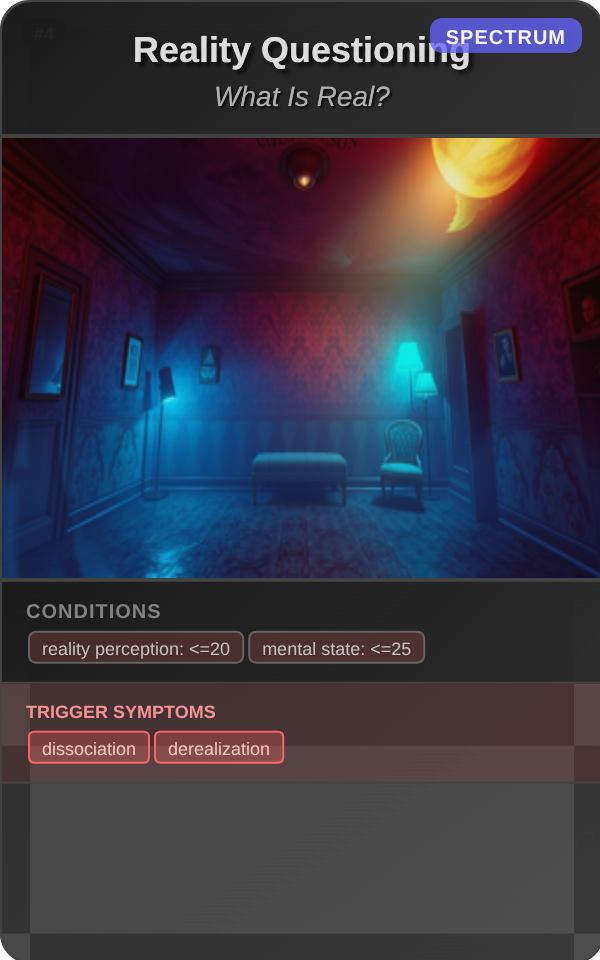 #4
SPECTRUM
Reality Questioning
What Is Real?
CONDITIONS
reality perception: <=20 mental state: <=25
TRIGGER SYMPTOMS
dissociation derealization